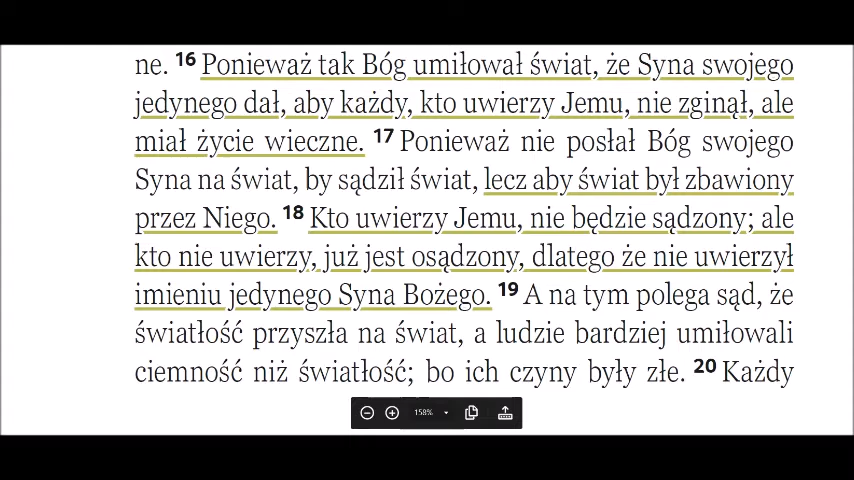 ne. 16 Ponieważ tak Bóg umiłował świat, że Syna swojego
jedynego dał, aby każdy, kto uwierzy Jemu, nie zginął, ale
miał życie wieczne. 17 Ponieważ nie posłał Bóg swojego
Syna na świat, by sądził świat, lecz aby świat był zbawiony
przez Niego. 18 Kto uwierzy Jemu, nie będzie sądzony; ale
kto nie uwierzy, już jest osądzony, dlatego że nie uwierzył
imieniu jedynego Syna Bożego. 19 A na tym polega sąd, że
światłość przyszła na świat, a ludzie bardziej umiłowali
ciemność niż światłość; bo ich czyny były złe. 20 Każdy
158%